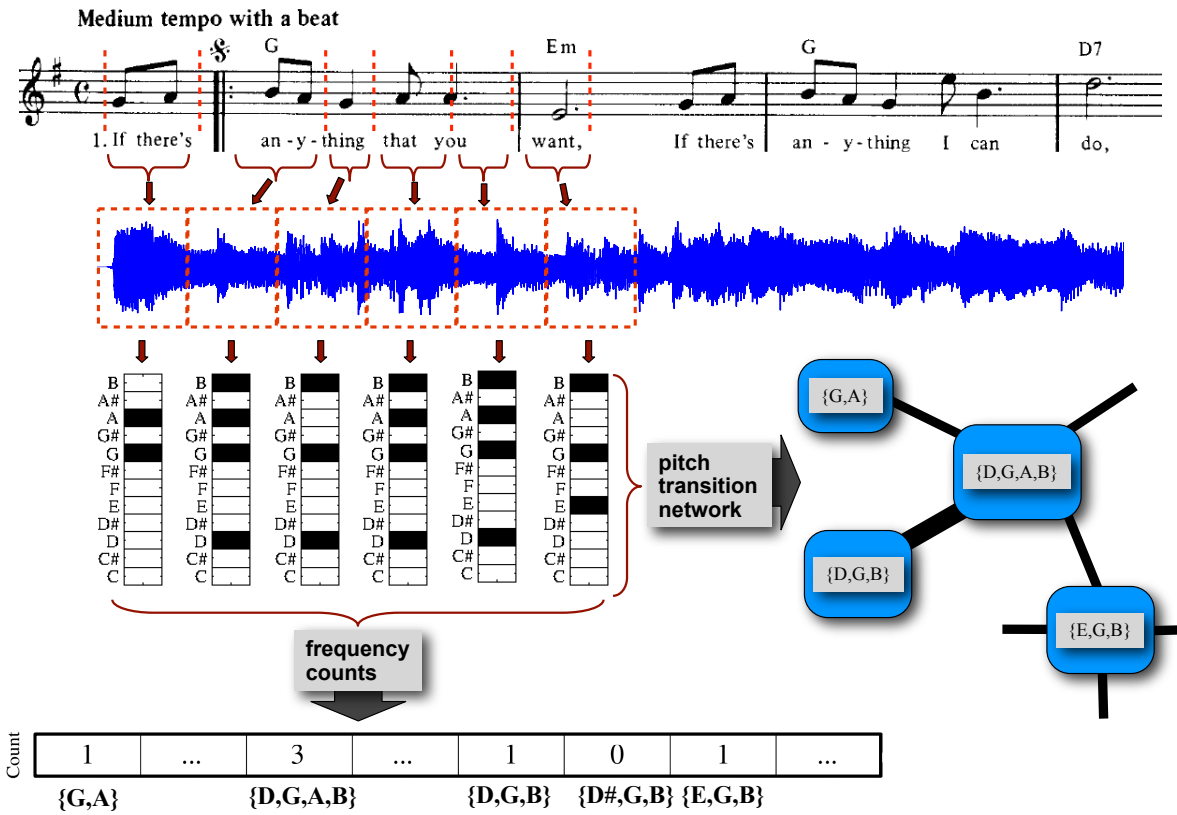 Medium tempo with a beat
G Em G D7
1. If there's an-y-thing that you want, If there's an - y-thing I can do,
B B B B B B
A# A# A# A# A# A#
A A A A A A
G# G# G# G# G# G#
G G G G G G
F# F# F# F# F# F#
F F F F F F
E E E E E E
D# D# D# D# D# D#
D D D D D D
C# C# C# C# C# C#
C C C C C C
pitch
transition
network
{G,A}
{D,G,A,B}
{D,G,B}
{E,G,B}
frequency
counts
Count
1 ... 3 ... 1 0 1 ...
{G,A} {D,G,A,B} {D,G,B} {D#,G,B} {E,G,B}